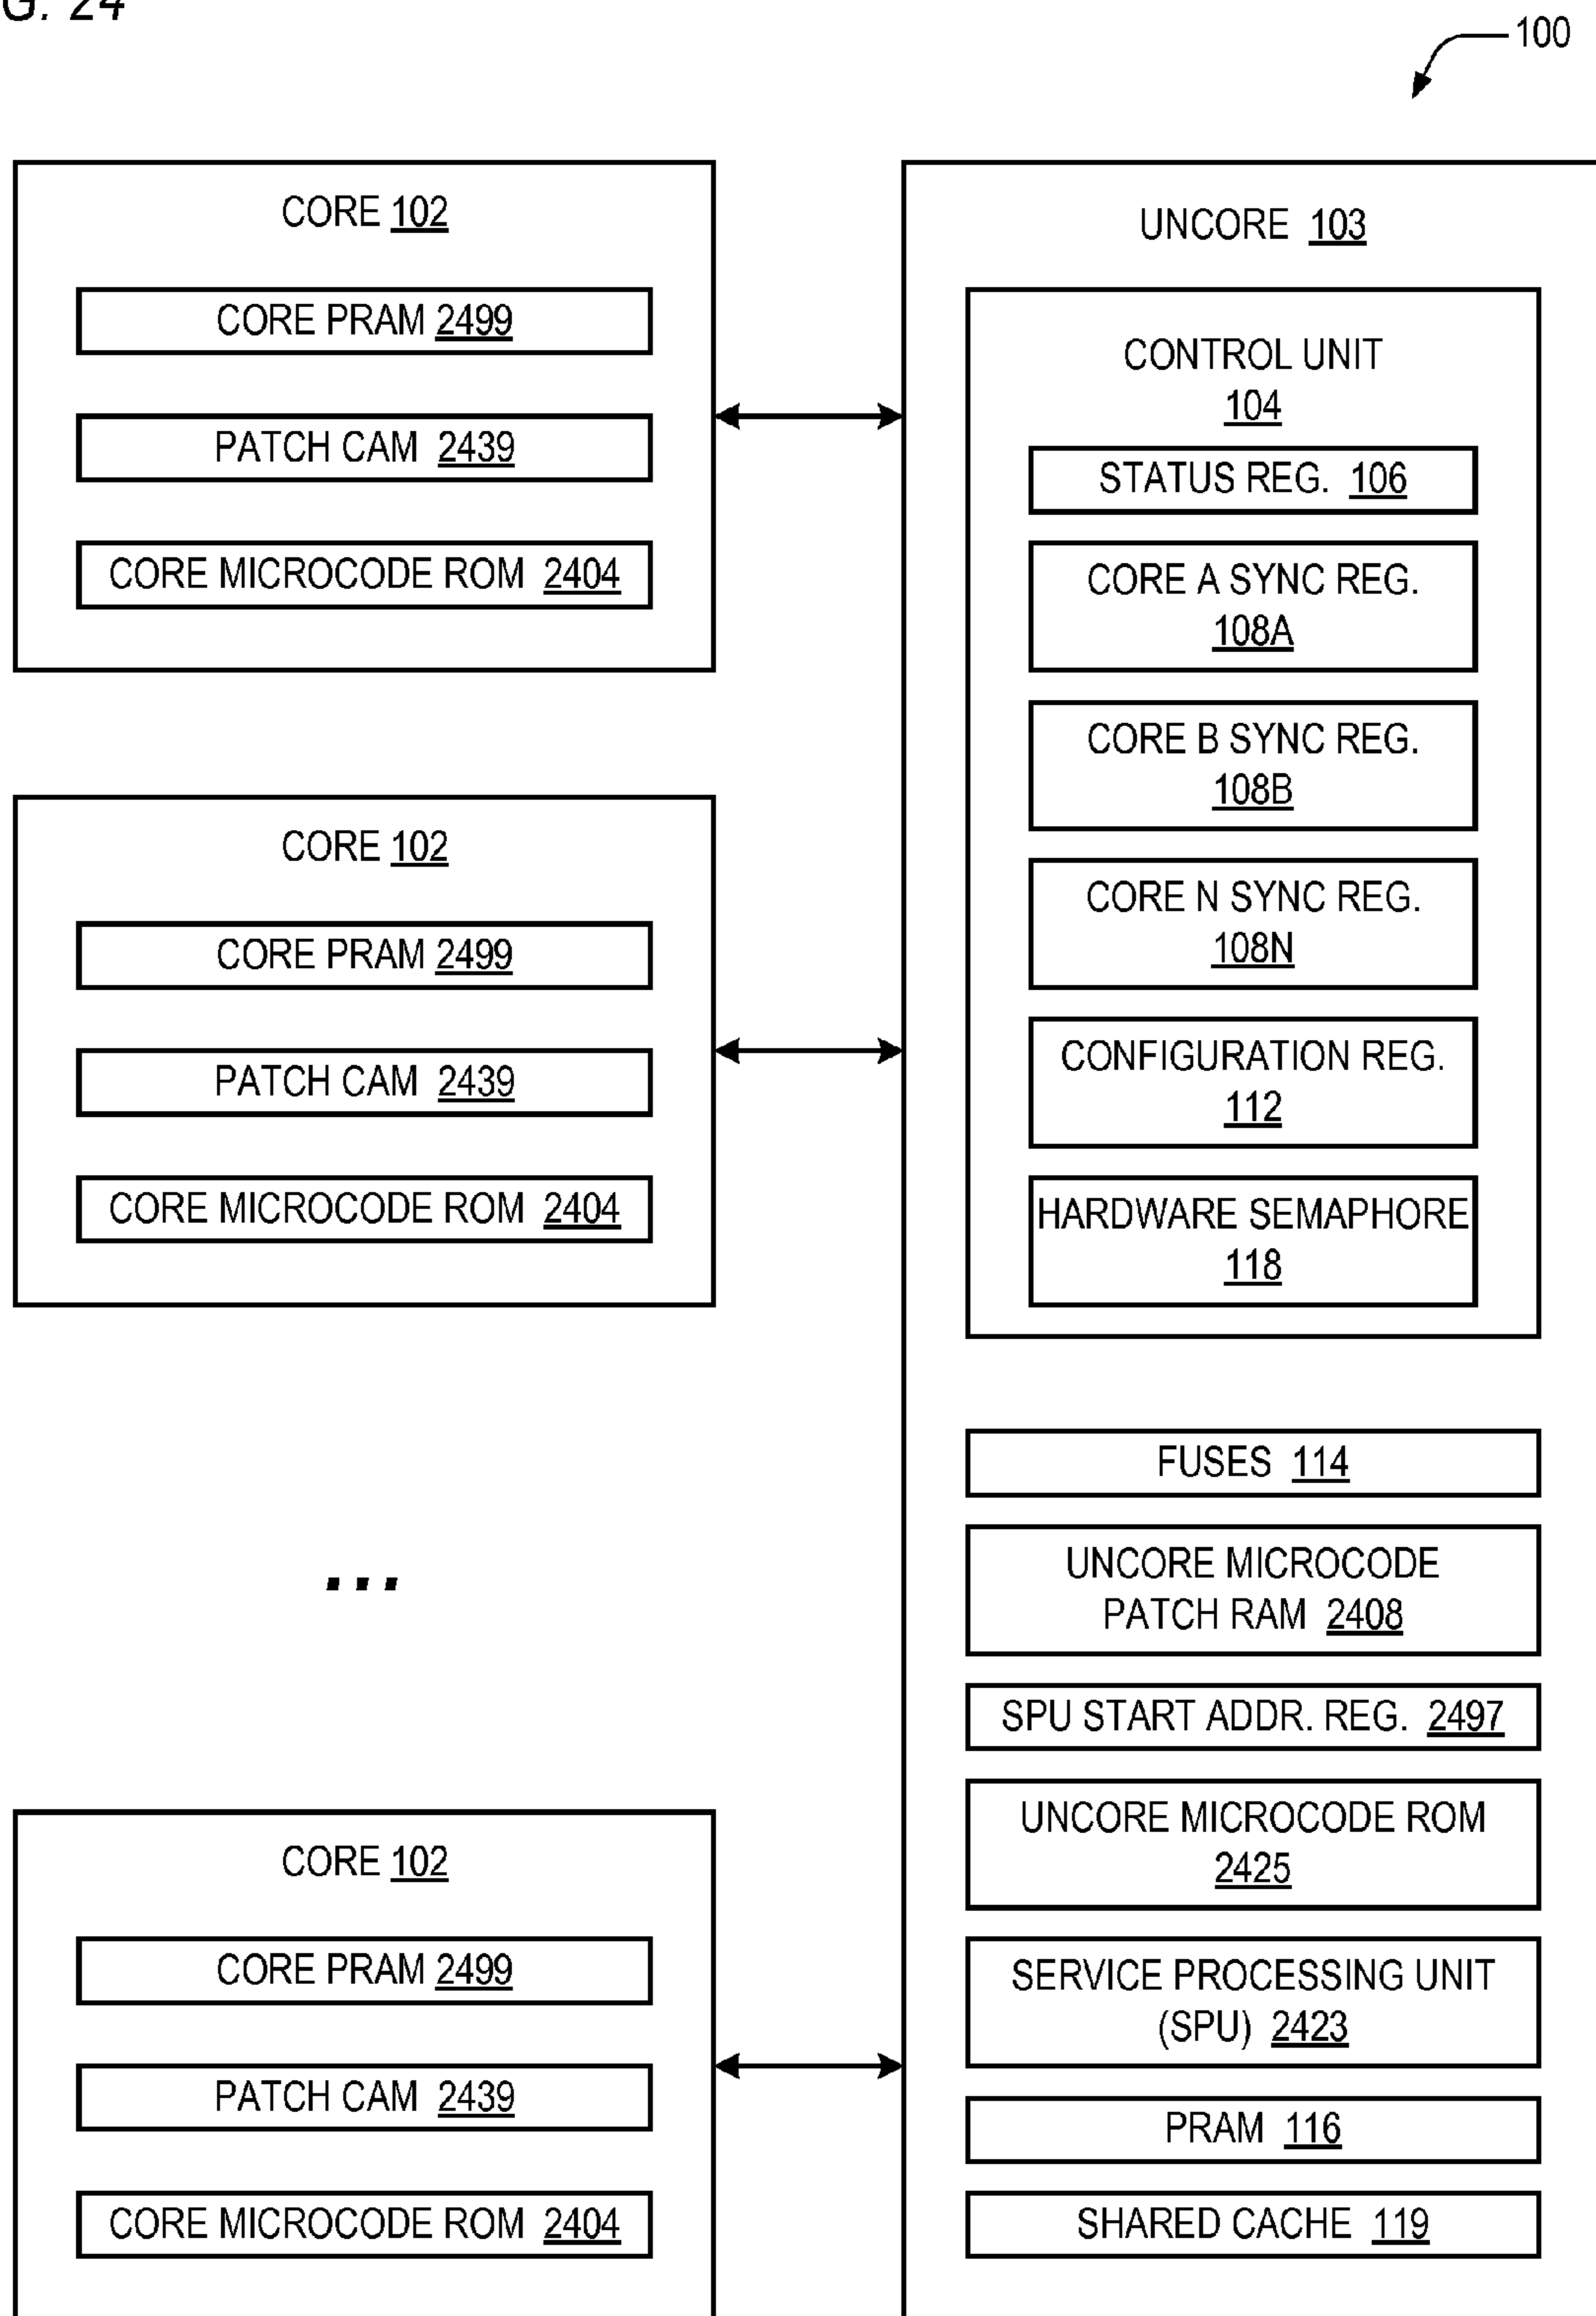 G. 24
100
CORE 102
CORE PRAM 2499
PATCH CAM 2439
CORE MICROCODE ROM 2404
CORE 102
CORE PRAM 2499
PATCH CAM 2439
CORE MICROCODE ROM 2404
...
CORE 102
CORE PRAM 2499
PATCH CAM 2439
CORE MICROCODE ROM 2404
UNCORE 103
CONTROL UNIT
104
STATUS REG. 106
CORE A SYNC REG.
108A
CORE B SYNC REG.
108B
CORE N SYNC REG.
108N
CONFIGURATION REG.
112
HARDWARE SEMAPHORE
118
FUSES 114
UNCORE MICROCODE
PATCH RAM 2408
SPU START ADDR. REG. 2497
UNCORE MICROCODE ROM
2425
SERVICE PROCESSING UNIT
(SPU) 2423
PRAM 116
SHARED CACHE 119